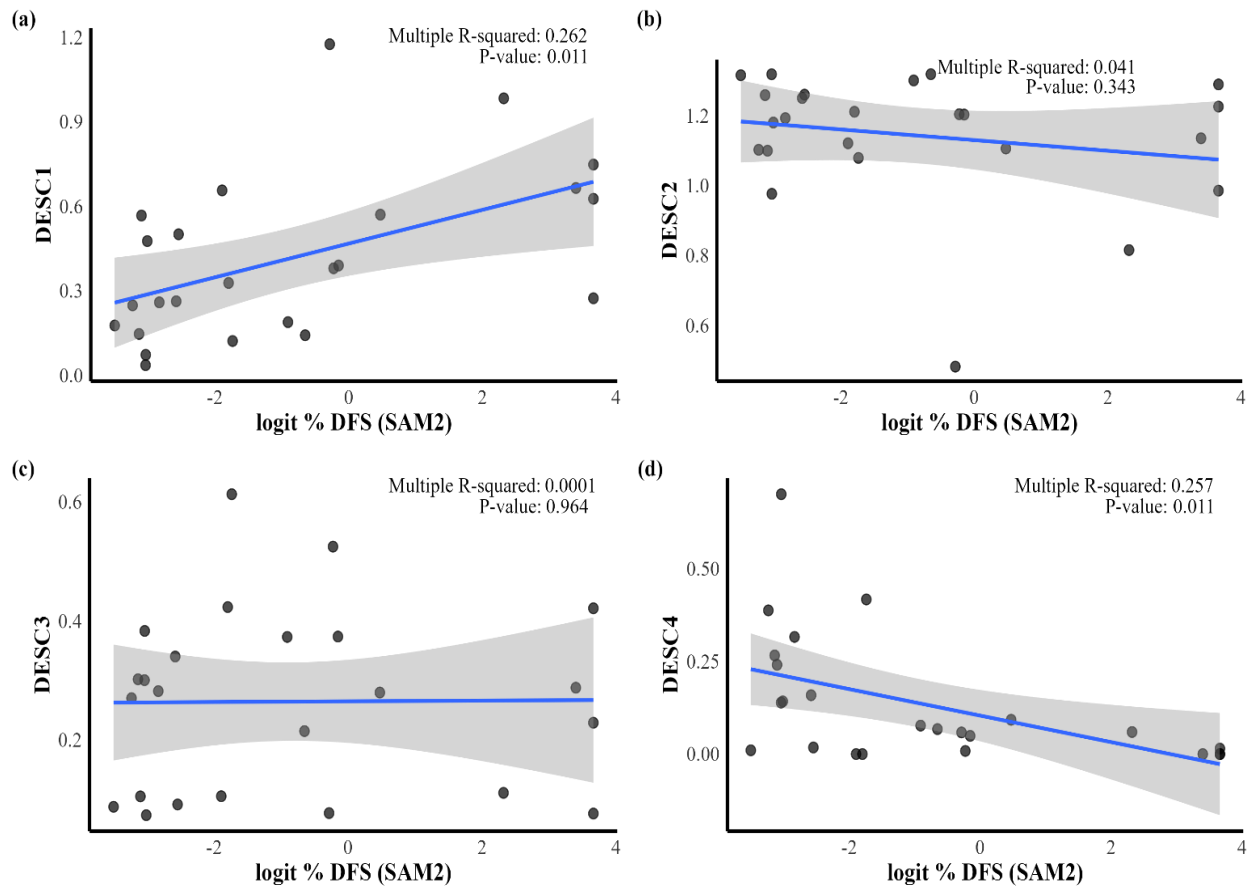 (a)
Multiple R-squared: 0.262
P-value: 0.011
1.2
0.9
0.6
0.3
0.0
DESC1
-2
0
2
4
logit % DFS (SAM2)
(b)
Multiple R-squared: 0.041
P-value: 0.343
1.2
1.0
0.8
0.6
DESC2
-2
0
2
4
logit % DFS (SAM2)
(c)
Multiple R-squared: 0.0001
P-value: 0.964
0.6
0.4
0.2
DESC3
-2
0
2
4
logit % DFS (SAM2)
(d)
Multiple R-squared: 0.257
P-value: 0.011
0.50
0.25
0.00
DESC4
-2
0
2
4
logit % DFS (SAM2)